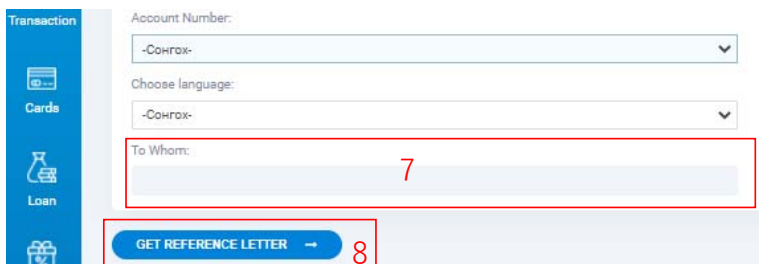 Transaction
Account Number:
-Сонгох-
Choose language:
Cards
-Сонгох-
To Whom:
7
Loan
GET REFERENCE LETTER →
8